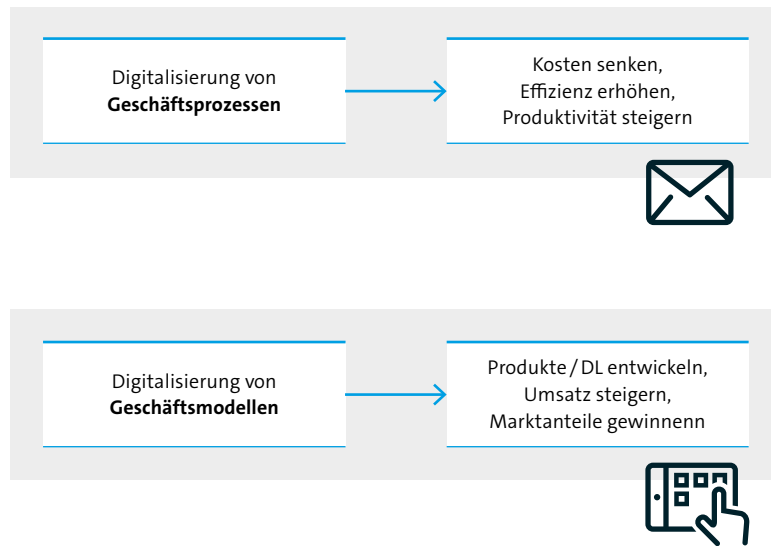 Digitalisierung von
Geschäftsprozessen
Kosten senken,
Effizienz erhöhen,
Produktivität steigern
Digitalisierung von
Geschäftsmodellen
Produkte / DL entwickeln,
Umsatz steigern,
Marktanteile gewinnenn